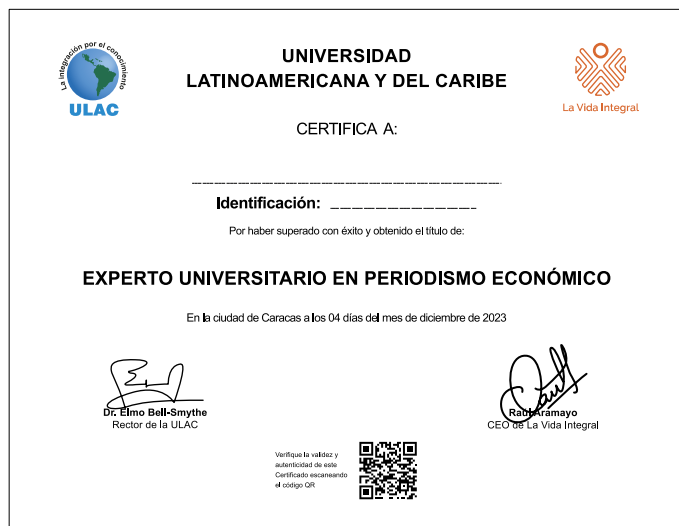 La integración por el conocimiento
ULAC
UNIVERSIDAD
LATINOAMERICANA Y DEL CARIBE
La Vida Integral
CERTIFICA A:
Identificación:
Por haber superado con éxito y obtenido el título de:
EXPERTO UNIVERSITARIO EN PERIODISMO ECONÓMICO
En la ciudad de Caracas a los 04 días del mes de diciembre de 2023
Dr. Elmo Bell-Smythe
Rector de la ULAC
Raúl Aramayo
CEO de La Vida Integral
Verifique la validez y
autenticidad de este
Certificado escaneando
el código QR